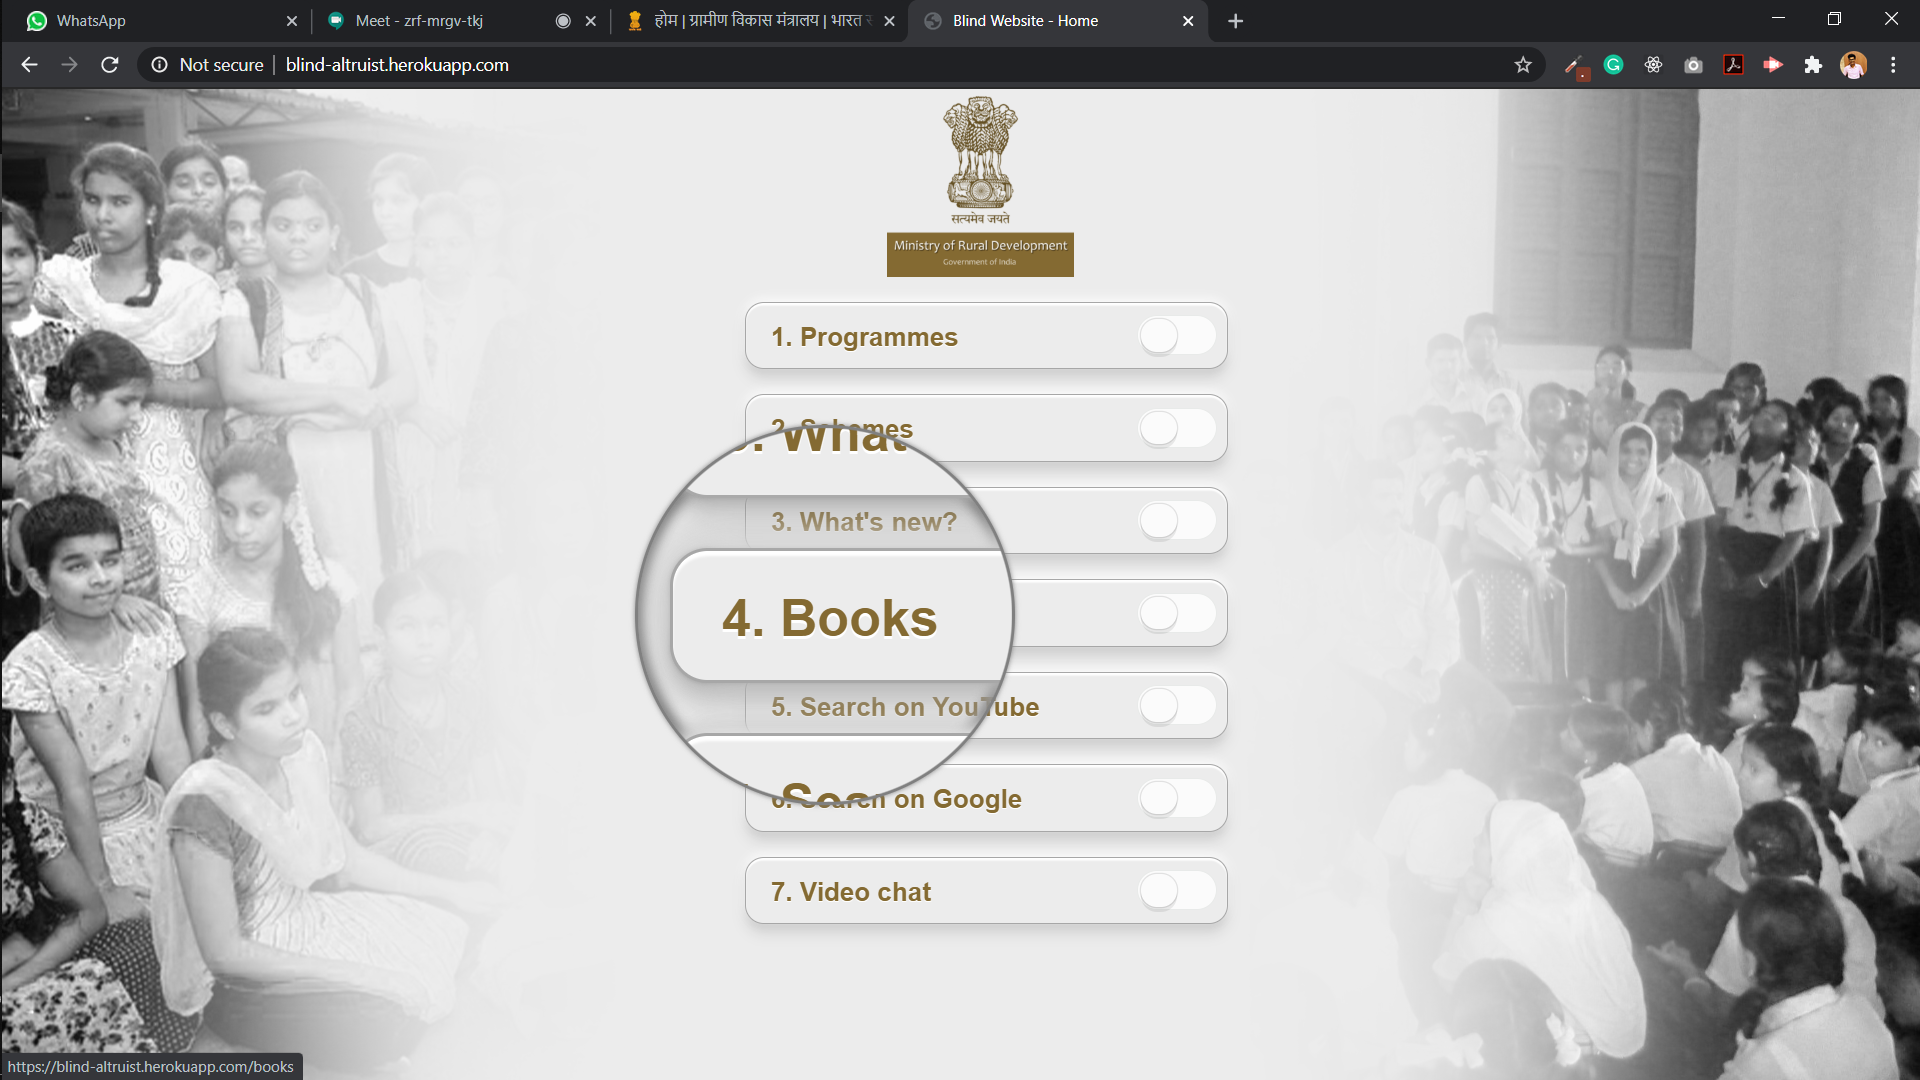 WhatsApp
Meet - zrf-mrgv-tkj
होम | ग्रामीण विकास मंत्रालय | भारत स
Blind Website - Home
Not secure | blind-altruist.herokuapp.com
सत्यमेव जयते
Ministry of Rural Development
Government of India
1. Programmes
2. Schemes
3. What
3. What's new?
4. Books
5. Search on YouTube
6. Search on Google
7. Video chat
https://blind-altruist.herokuapp.com/books